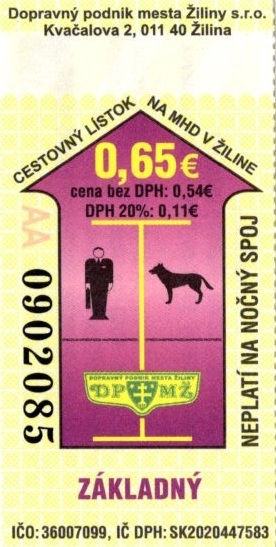 Dopravný podnik mesta Žiliny s.r.o.
Kvačalova 2, 011 40 Žilina
CESTOVNÝ LÍSTOK NA MHD V ŽILINE
0,65€
cena bez DPH: 0,54€
DPH 20%: 0,11€
AA 0902085
NEPLATÍ NA NOČNÝ SPOJ
DOPRAVNÝ PODNIK MESTA ŽILINY
DPMŽ
ZÁKLADNÝ
IČO: 36007099, IČ DPH: SK2020447583